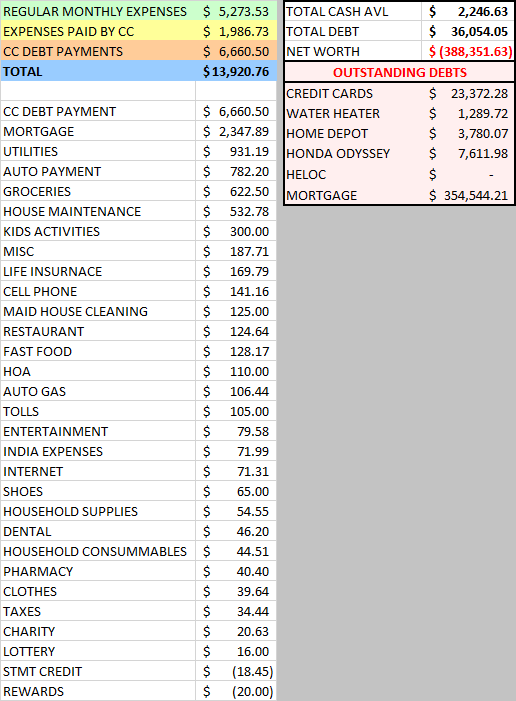 REGULAR MONTHLY EXPENSES $ 5,273.53
EXPENSES PAID BY CC $ 1,986.73
CC DEBT PAYMENTS $ 6,660.50
TOTAL $13,920.76
CC DEBT PAYMENT $ 6,660.50
MORTGAGE $ 2,347.89
UTILITIES $ 931.19
AUTO PAYMENT $ 782.20
GROCERIES $ 622.50
HOUSE MAINTENANCE $ 532.78
KIDS ACTIVITIES $ 300.00
MISC $ 187.71
LIFE INSURNACE $ 169.79
CELL PHONE $ 141.16
MAID HOUSE CLEANING $ 125.00
RESTAURANT $ 124.64
FAST FOOD $ 128.17
HOA $ 110.00
AUTO GAS $ 106.44
TOLLS $ 105.00
ENTERTAINMENT $ 79.58
INDIA EXPENSES $ 71.99
INTERNET $ 71.31
SHOES $ 65.00
HOUSEHOLD SUPPLIES $ 54.55
DENTAL $ 46.20
HOUSEHOLD CONSUMMABLES $ 44.51
PHARMACY $ 40.40
CLOTHES $ 39.64
TAXES $ 34.44
CHARITY $ 20.63
LOTTERY $ 16.00
STMT CREDIT $ (18.45)
REWARDS $ (20.00)
TOTAL CASH AVL $ 2,246.63
TOTAL DEBT $ 36,054.05
NET WORTH $ (388,351.63)
OUTSTANDING DEBTS
CREDIT CARDS $ 23,372.28
WATER HEATER $ 1,289.72
HOME DEPOT $ 3,780.07
HONDA ODYSSEY $ 7,611.98
HELOC $ -
MORTGAGE $ 354,544.21